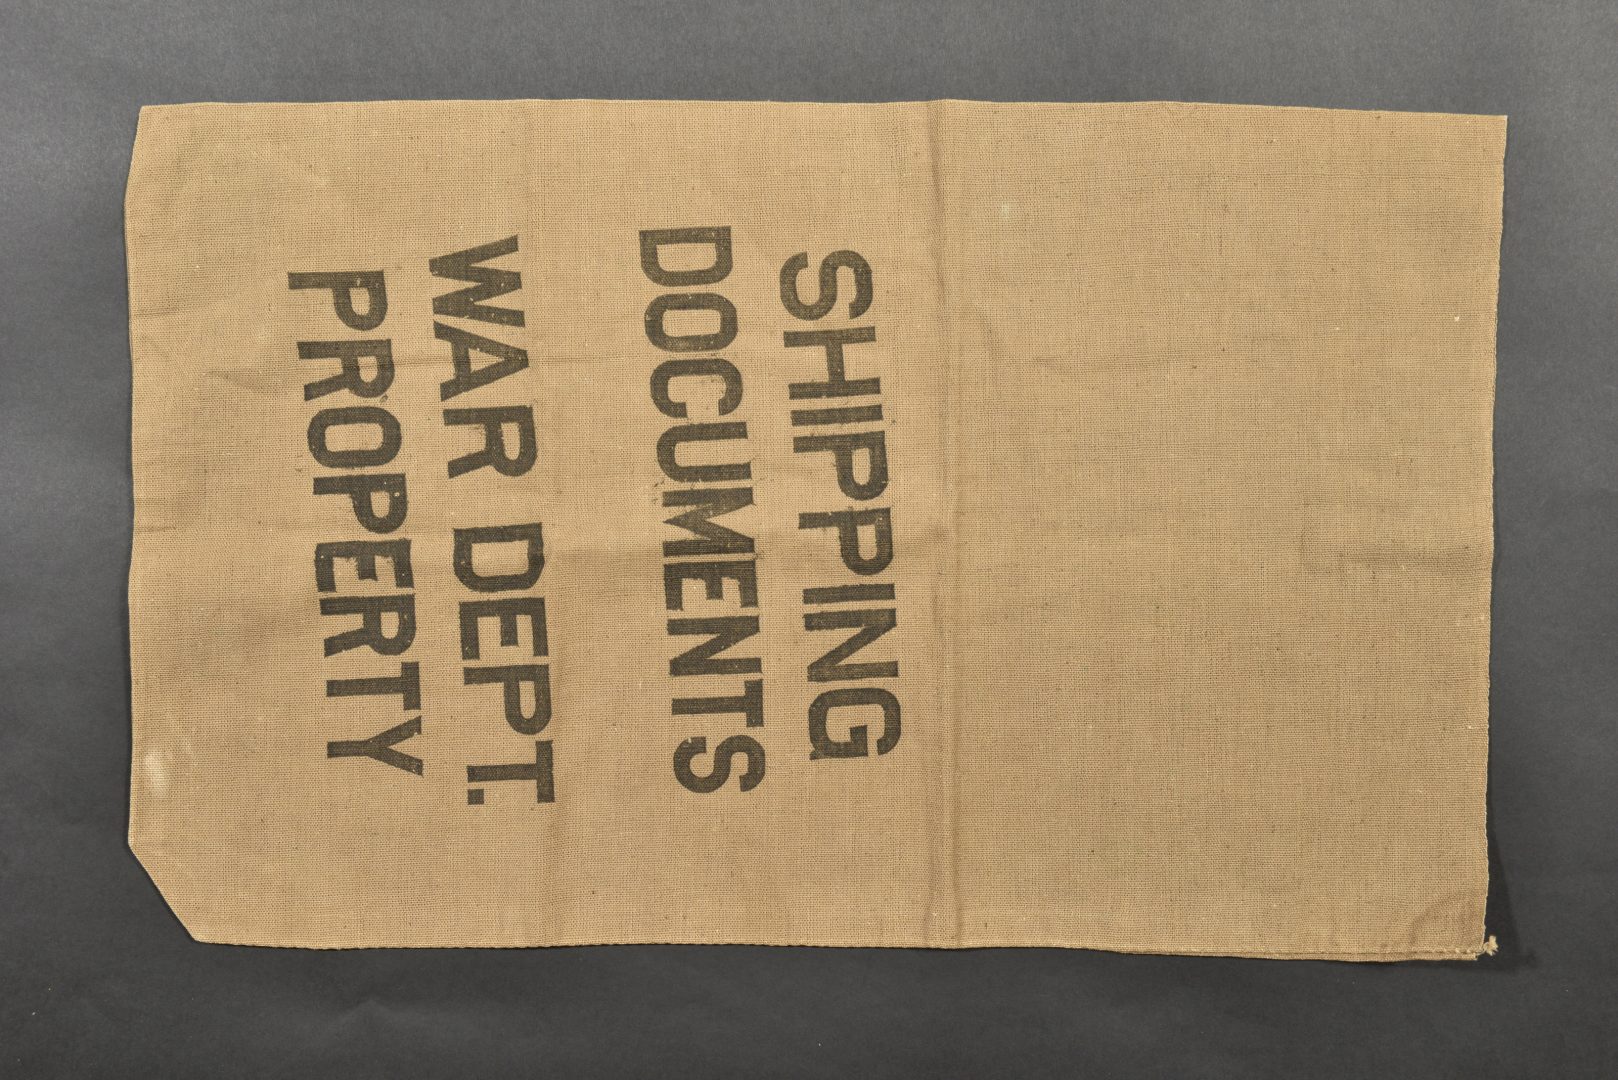 SHIPPING
DOCUMENTS
WAR DEPT.
PROPERTY